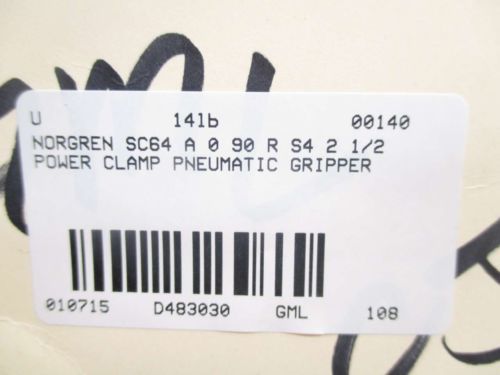 U 14lb 00140
NORGREN SC64 A 0 90 R S4 2 1/2
POWER CLAMP PNEUMATIC GRIPPER
010715 D483030 GML 108